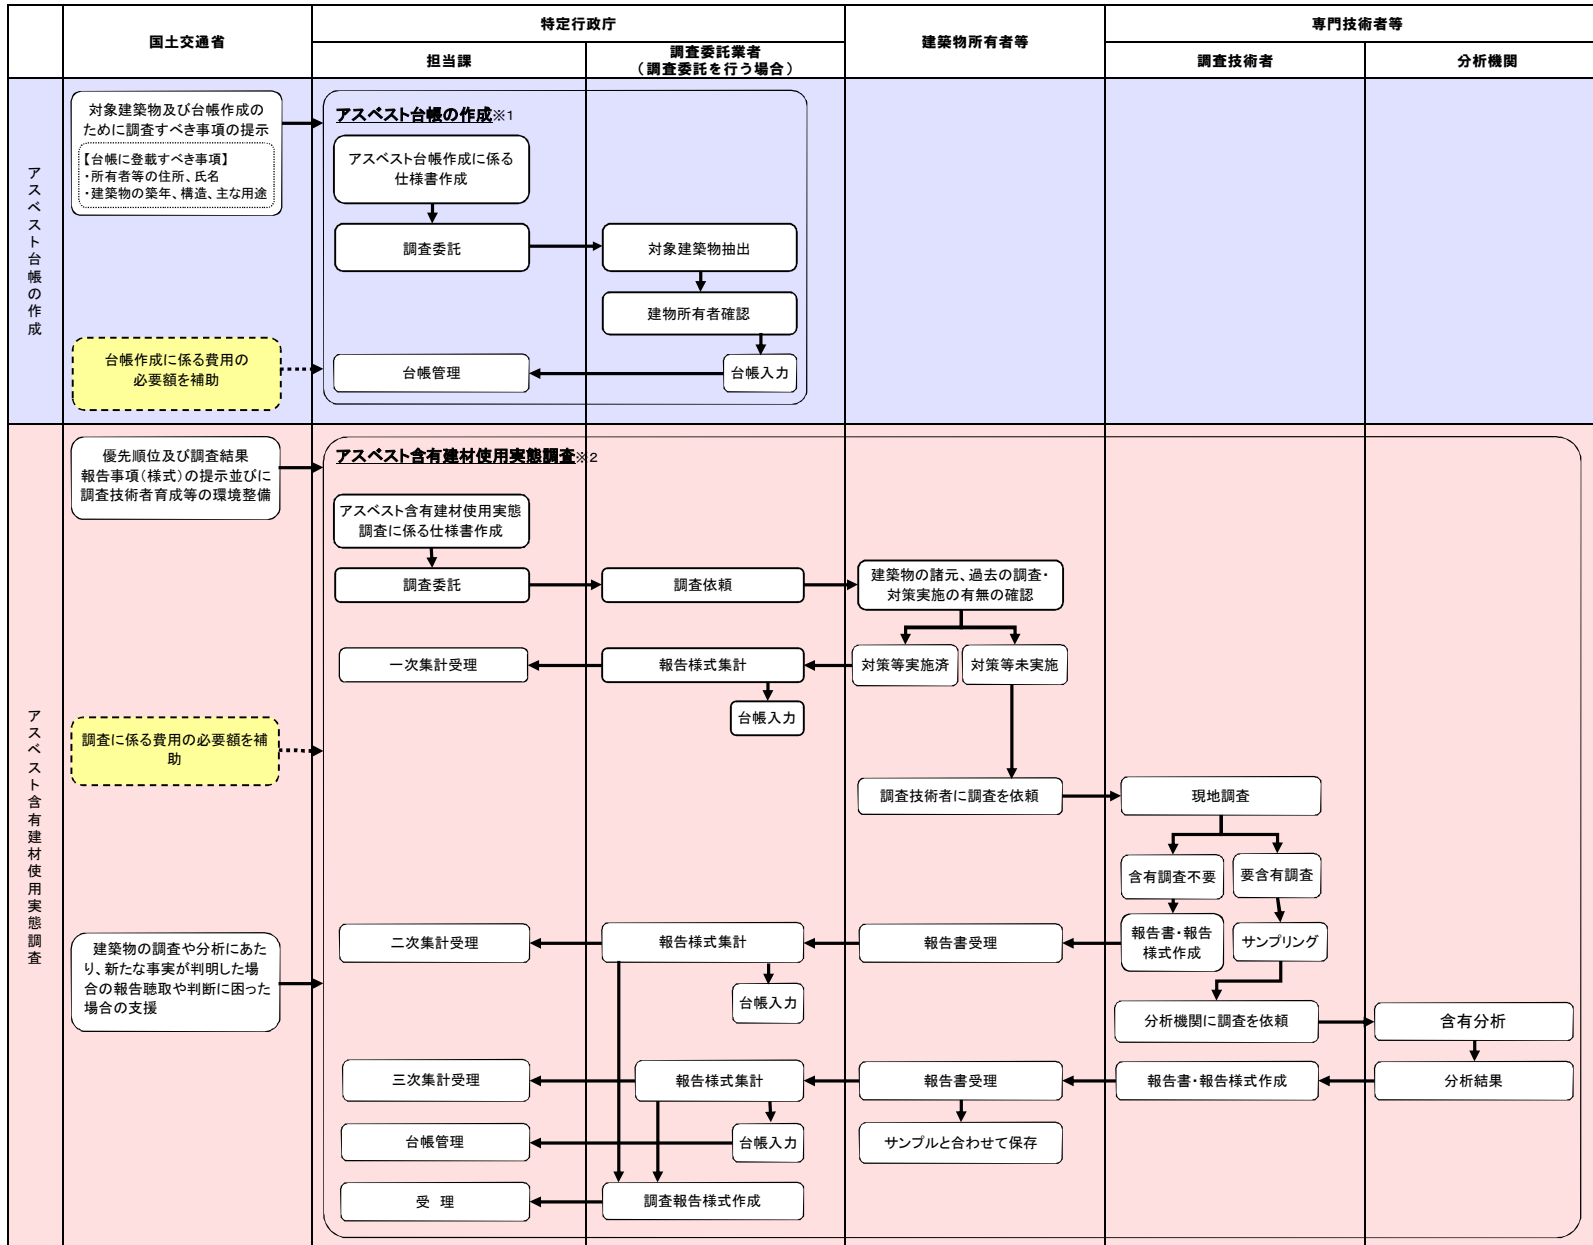 国土交通省
特定行政庁
担当課
調査委託業者
(調査委託を行う場合)
建築物所有者等
専門技術者等
調査技術者
分析機関
アスベスト台帳の作成
対象建築物及び台帳作成の
ために調査すべき事項の提示
【台帳に登載すべき事項】
・所有者等の住所、氏名
・建築物の築年、構造、主な用途
アスベスト台帳の作成※1
アスベスト台帳作成に係る
仕様書作成
調査委託
対象建築物抽出
建物所有者確認
台帳作成に係る費用の
必要額を補助
台帳管理
台帳入力
アスベスト含有建材使用実態調査
優先順位及び調査結果
報告事項(様式)の提示並びに
調査技術者育成等の環境整備
アスベスト含有建材使用実態調査※2
アスベスト含有建材使用実態
調査に係る仕様書作成
調査委託
調査依頼
建築物の諸元、過去の調査・
対策実施の有無の確認
一次集計受理
報告様式集計
対策等実施済
対策等未実施
台帳入力
調査に係る費用の必要額を補
助
調査技術者に調査を依頼
現地調査
含有調査不要
要含有調査
建築物の調査や分析にあた
り、新たな事実が判明した場
合の報告聴取や判断に困った
場合の支援
二次集計受理
報告様式集計
報告書受理
報告書・報告
様式作成
サンプリング
台帳入力
分析機関に調査を依頼
含有分析
三次集計受理
報告様式集計
報告書受理
報告書・報告様式作成
分析結果
台帳管理
台帳入力
サンプルと合わせて保存
受 理
調査報告様式作成